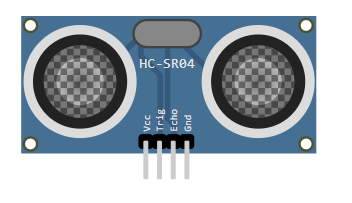 HC-SR04
Vcc
Trig
Echo
Gnd